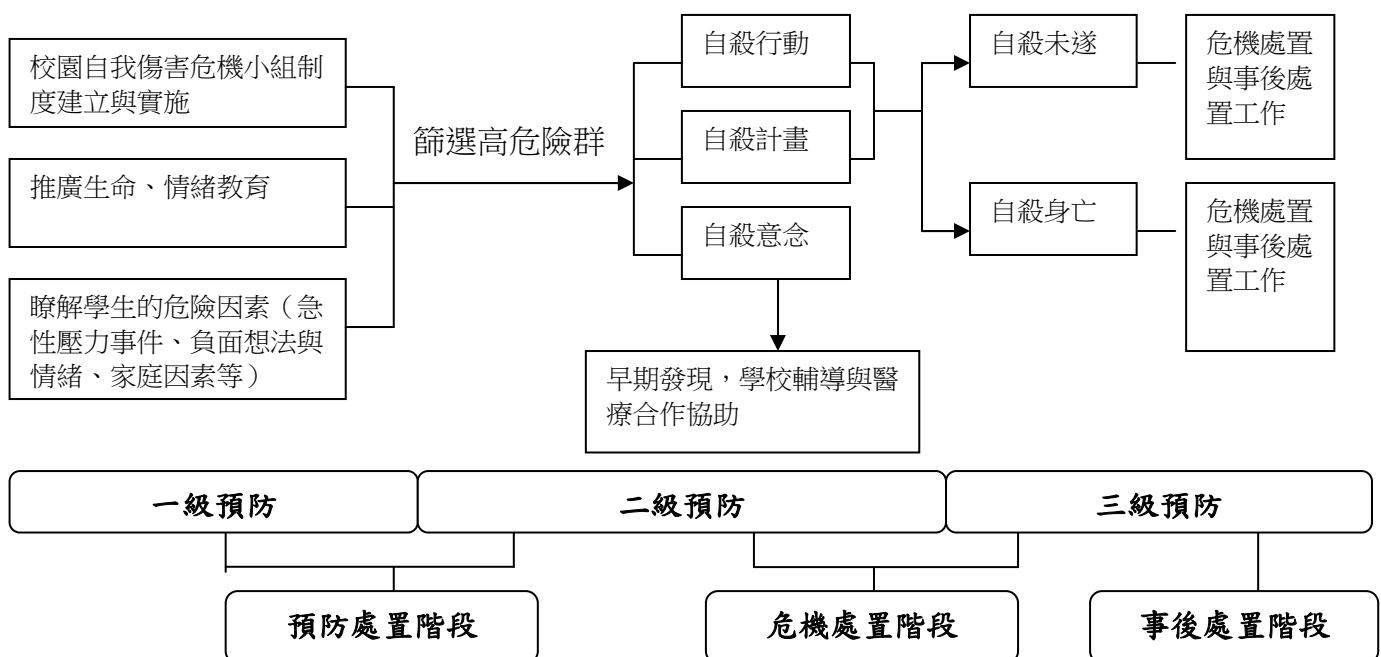 校園自我傷害危機小組制
度建立與實施
推廣生命、情緒教育
瞭解學生的危險因素（急
性壓力事件、負面想法與
情緒、家庭因素等）
篩選高危險群
自殺行動
自殺計畫
自殺意念
早期發現，學校輔導與醫
療合作協助
自殺未遂
危機處置
與事後處
置工作
自殺身亡
危機處置
與事後處
置工作
一級預防
二級預防
三級預防
預防處置階段
危機處置階段
事後處置階段